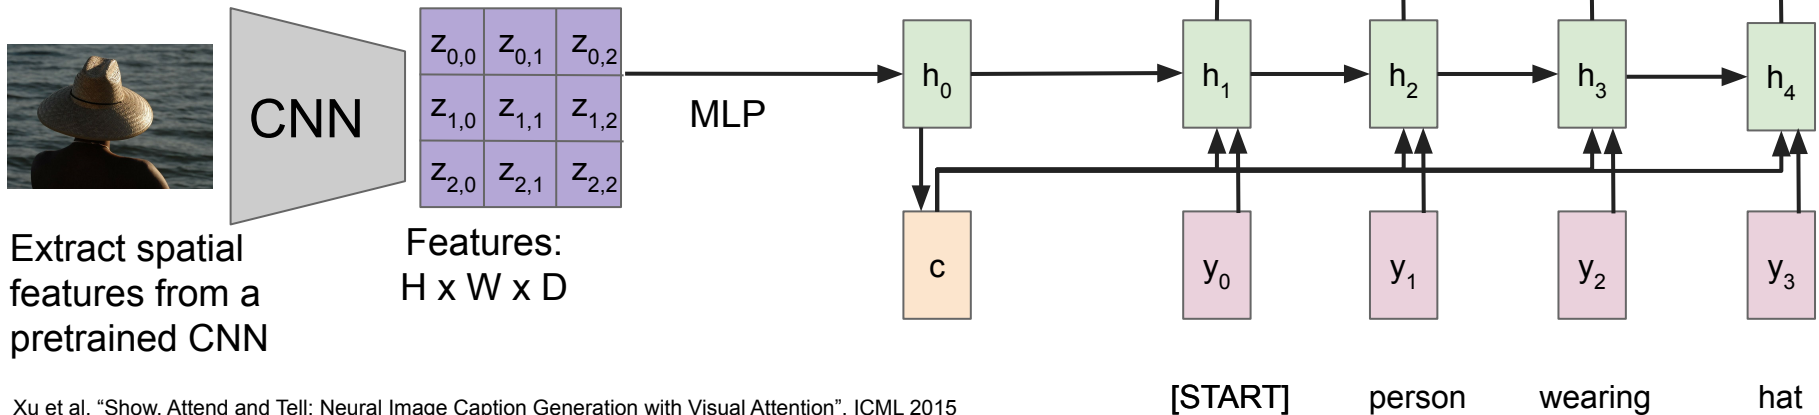 CNN
z0,0 z0,1 z0,2
z1,0 z1,1 z1,2
z2,0 z2,1 z2,2
MLP
h0 h1 h2 h3 h4
c y0 y1 y2 y3
Extract spatial
features from a
pretrained CNN
Features:
H x W x D
[START] person wearing hat
Xu et al, “Show, Attend and Tell: Neural Image Caption Generation with Visual Attention”, ICML 2015